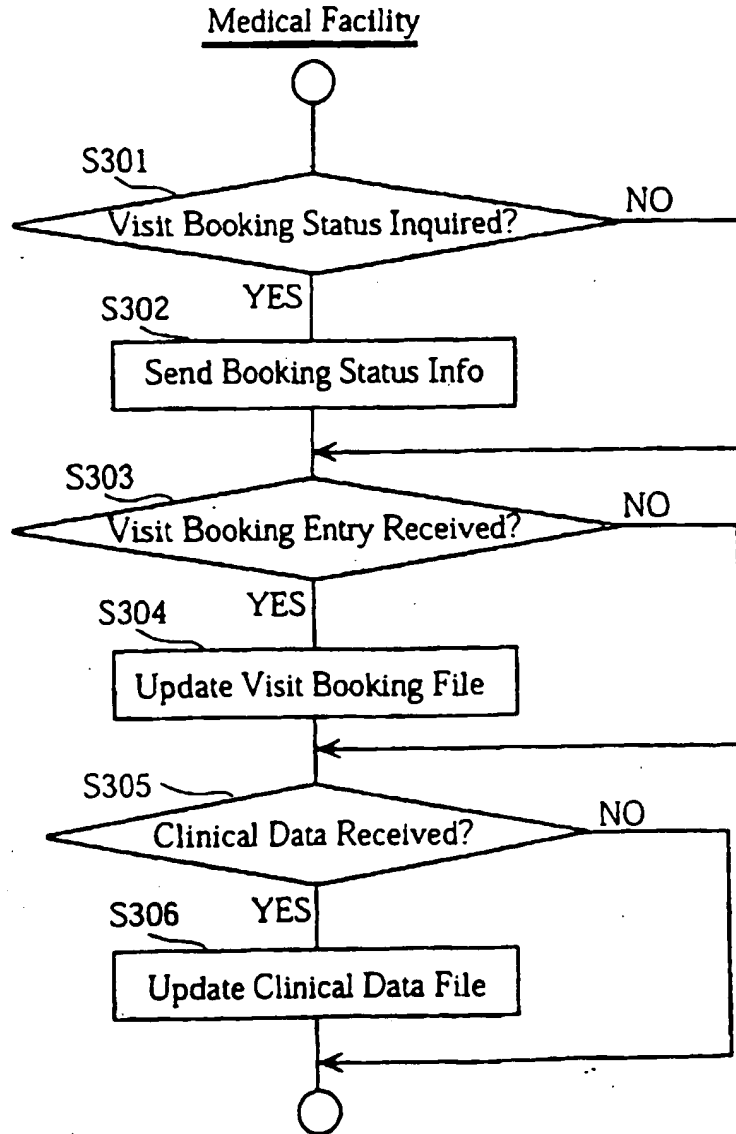 Medical Facility
S301
Visit Booking Status Inquired?
NO
YES
S302
Send Booking Status Info
S303
Visit Booking Entry Received?
NO
YES
S304
Update Visit Booking File
S305
Clinical Data Received?
NO
YES
S306
Update Clinical Data File